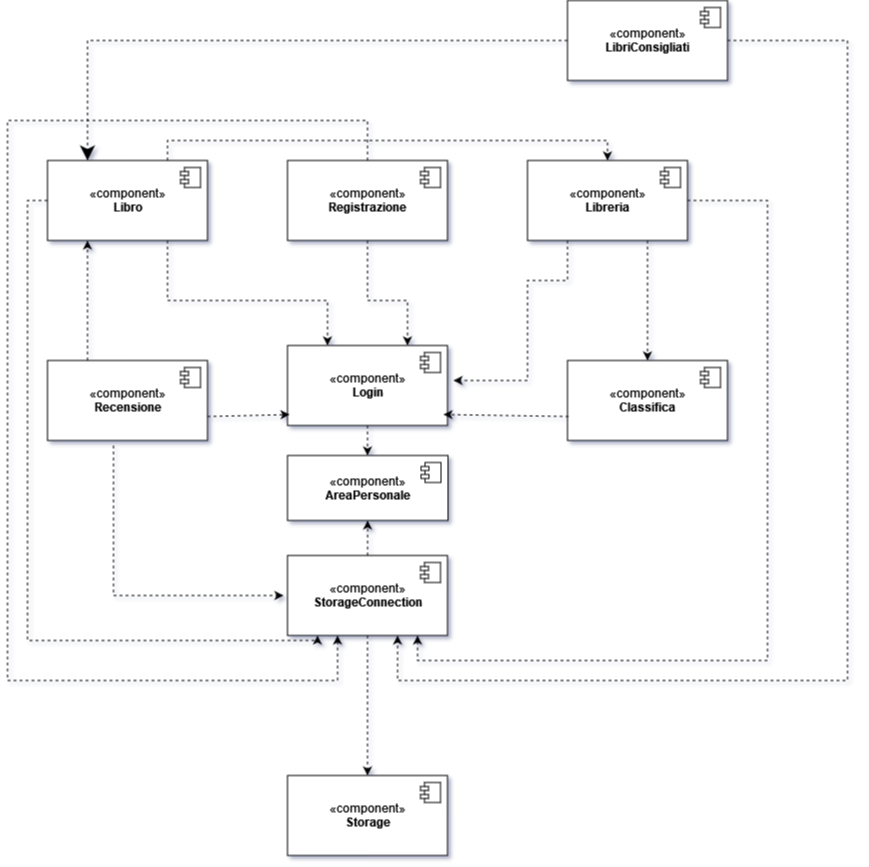 «component»
LibriConsigliati
«component»
Libro
«component»
Registrazione
«component»
Libreria
«component»
Recensione
«component»
Login
«component»
Classifica
«component»
AreaPersonale
«component»
StorageConnection
«component»
Storage